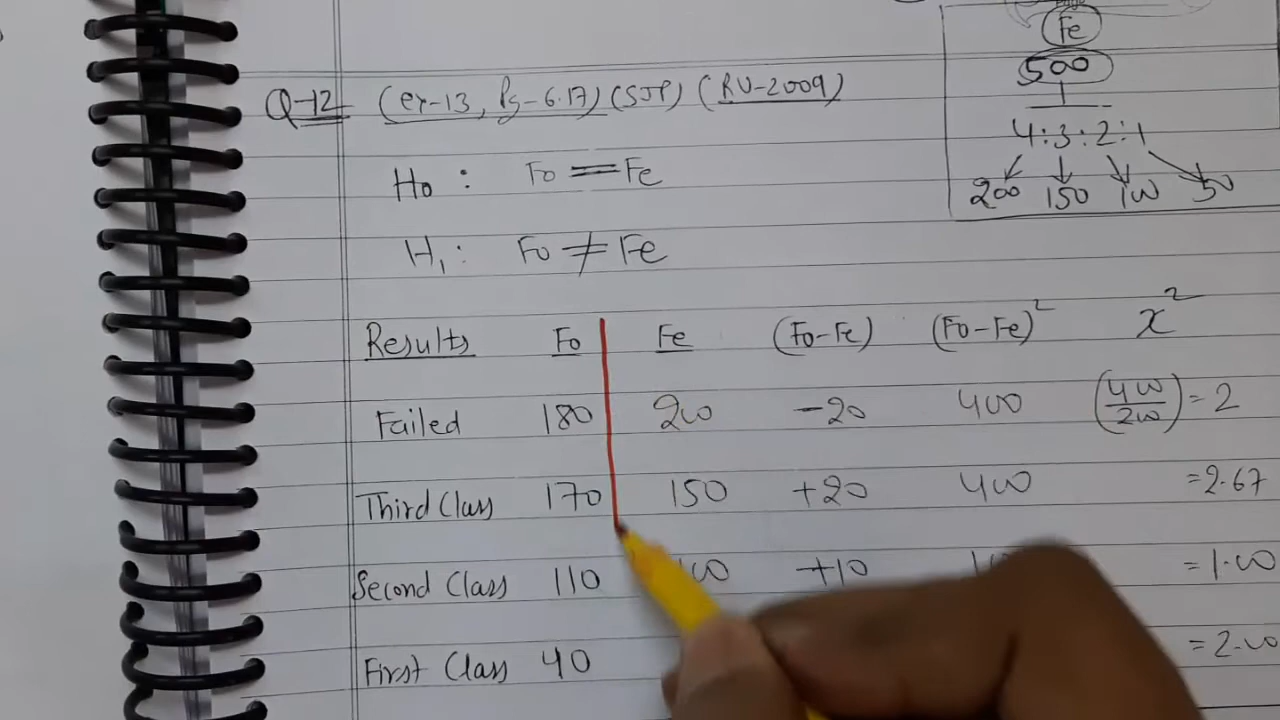 Fe
500
4:3:2:1
200 150 100 50
Q-12 (ex-13, Pg-6.17) (SJP) (RU-2009)
H0 : Fo = Fe
H1 : Fo ≠ Fe
Results Fo Fe (Fo-Fe) (Fo-Fe)² x²
Failed 180 200 -20 400 (400/200) = 2
Third Class 170 150 +20 400 = 2.67
Second Class 110 +10 = 1.00
First Class 40 = 2.00